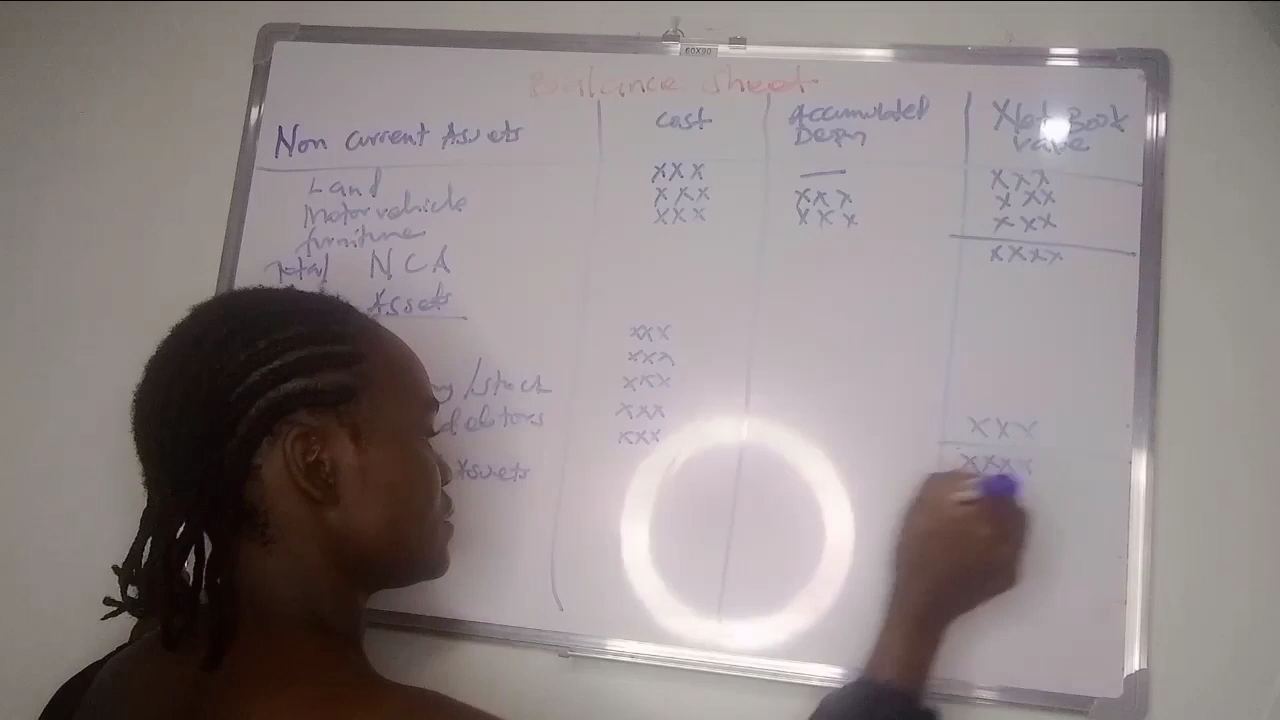 60X90
Balance sheet
Non current Assets cost Accumulated Depn Net Book value
Land XXX — XXX
Motor vehicle XXX XXX XXX
furniture XXX XXX XXX
Total NCA XXXX
Assets
XXX
XXX
/stock XXX
debtors XXX XXX
XXX
Assets XXXX